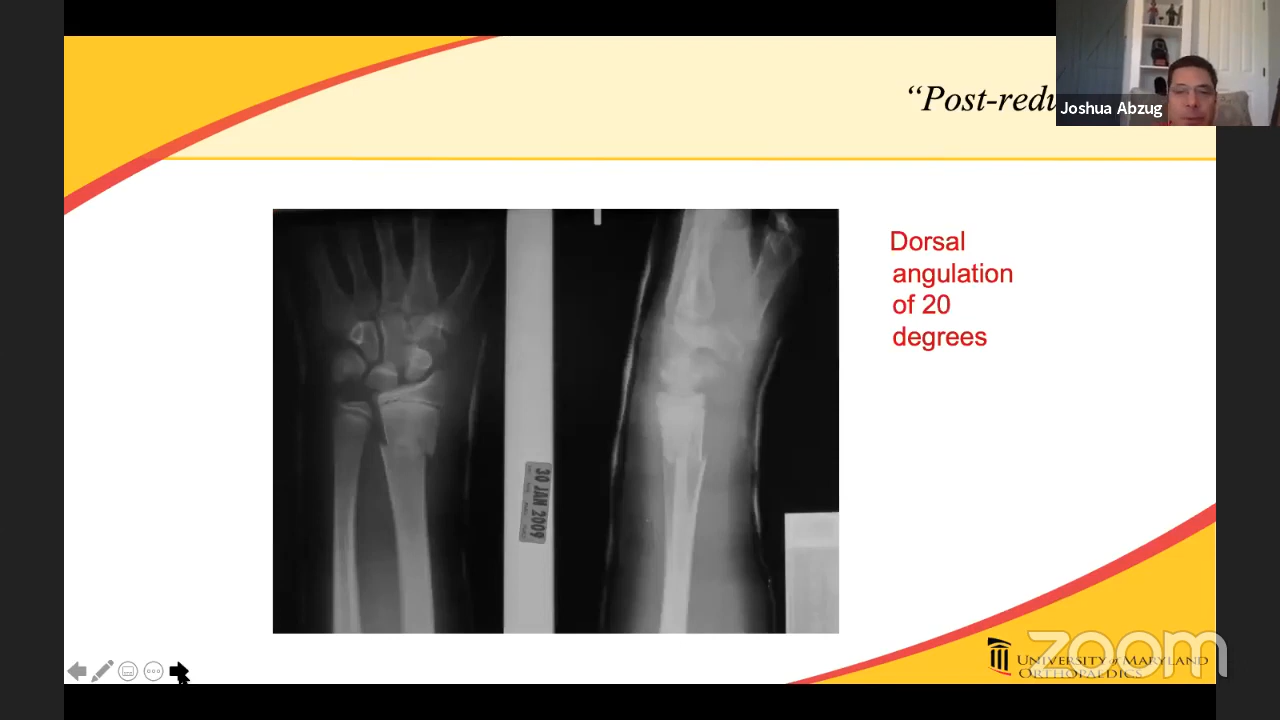 “Post-redu
Joshua Abzug
Dorsal
angulation
of 20
degrees
30 JAN 2009
zoom
UNIVERSITY of MARYLAND
ORTHOPAEDICS